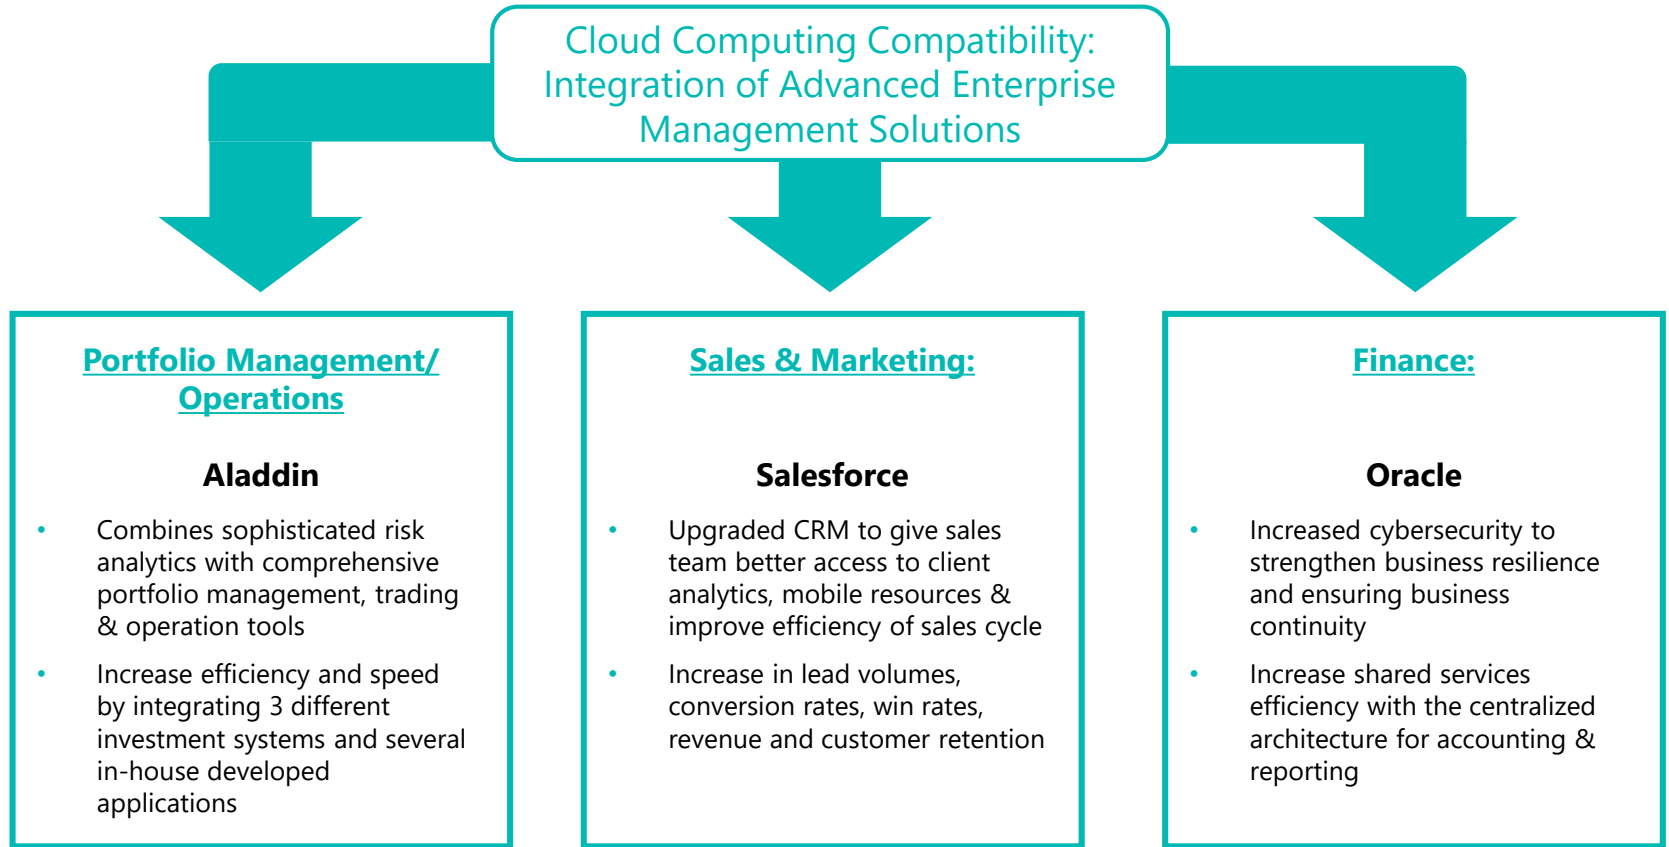 Cloud Computing Compatibility:
Integration of Advanced Enterprise
Management Solutions
Portfolio Management/
Operations
Aladdin
• Combines sophisticated risk
analytics with comprehensive
portfolio management, trading
& operation tools
• Increase efficiency and speed
by integrating 3 different
investment systems and several
in-house developed
applications
Sales & Marketing:
Salesforce
• Upgraded CRM to give sales
team better access to client
analytics, mobile resources &
improve efficiency of sales cycle
• Increase in lead volumes,
conversion rates, win rates,
revenue and customer retention
Finance:
Oracle
• Increased cybersecurity to
strengthen business resilience
and ensuring business
continuity
• Increase shared services
efficiency with the centralized
architecture for accounting &
reporting